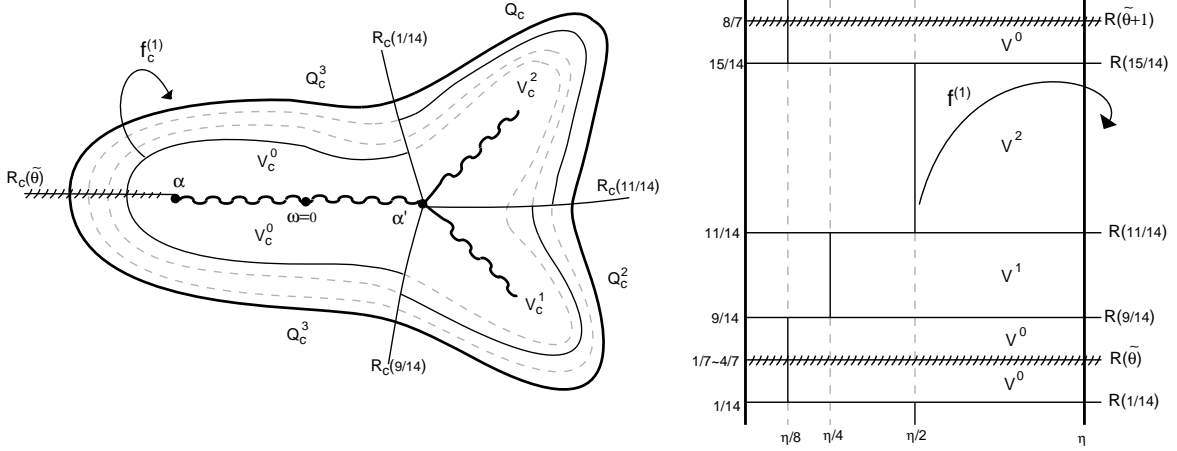 Q_c
R_c(1/14)
f_c^(1)
Q_c^3
V_c^2
V_c^0
R_c(θ̃)
α
R_c(11/14)
ω=0
α'
V_c^0
Q_c^2
V_c^1
Q_c^3
R_c(9/14)
8/7
R(θ̃+1)
V^0
15/14
R(15/14)
f^(1)
V^2
11/14
R(11/14)
V^1
9/14
R(9/14)
V^0
1/7~4/7
R(θ̃)
V^0
1/14
R(1/14)
η/8
η/4
η/2
η